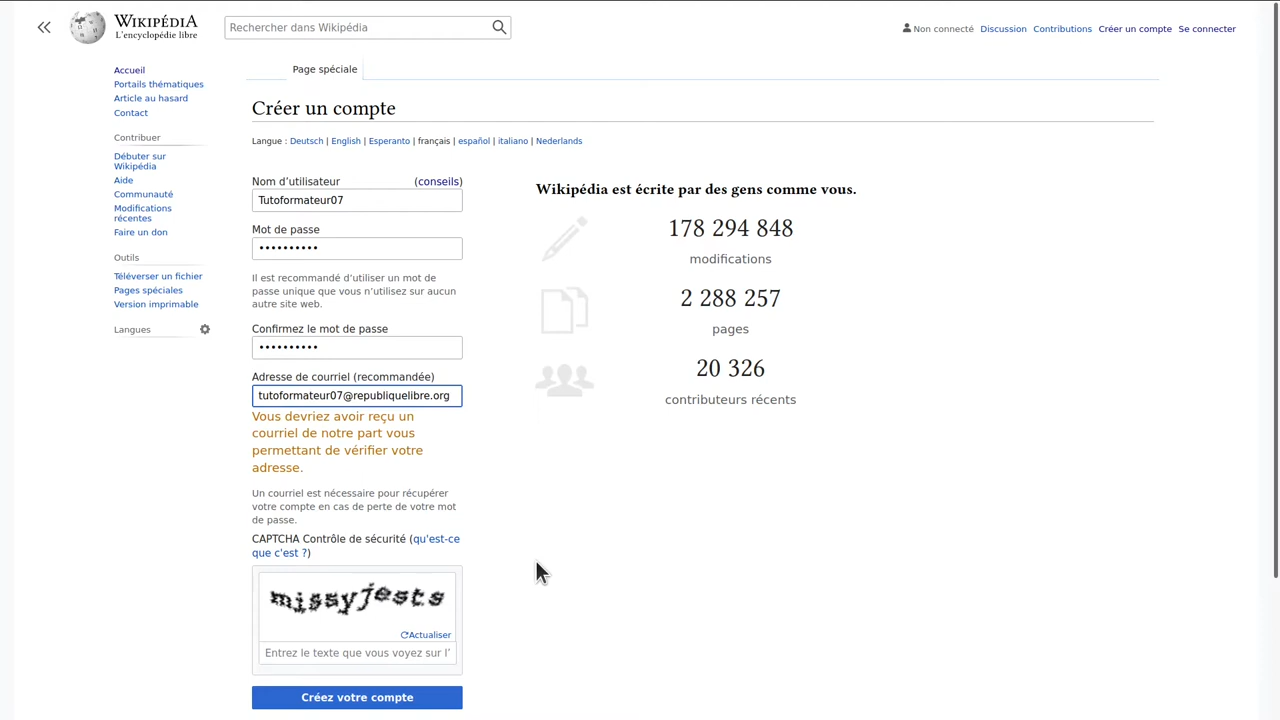 WIKIPÉDIA
L'encyclopédie libre
Rechercher dans Wikipédia
Non connecté
Discussion
Contributions
Créer un compte
Se connecter
Accueil
Portails thématiques
Article au hasard
Contact
Contribuer
Débuter sur
Wikipédia
Aide
Communauté
Modifications
récentes
Faire un don
Outils
Téléverser un fichier
Pages spéciales
Version imprimable
Langues
Page spéciale
Créer un compte
Langue : Deutsch | English | Esperanto | français | español | italiano | Nederlands
Nom d’utilisateur (conseils)
Tutoformateur07
Mot de passe
••••••••••
Il est recommandé d’utiliser un mot de
passe unique que vous n’utilisez sur aucun
autre site web.
Confirmez le mot de passe
••••••••••
Adresse de courriel (recommandée)
tutoformateur07@republiquelibre.org
Vous devriez avoir reçu un
courriel de notre part vous
permettant de vérifier votre
adresse.
Un courriel est nécessaire pour récupérer
votre compte en cas de perte de votre mot
de passe.
CAPTCHA Contrôle de sécurité (qu'est-ce
que c'est ?)
missyjests
Actualiser
Entrez le texte que vous voyez sur l’
Créez votre compte
Wikipédia est écrite par des gens comme vous.
178 294 848
modifications
2 288 257
pages
20 326
contributeurs récents